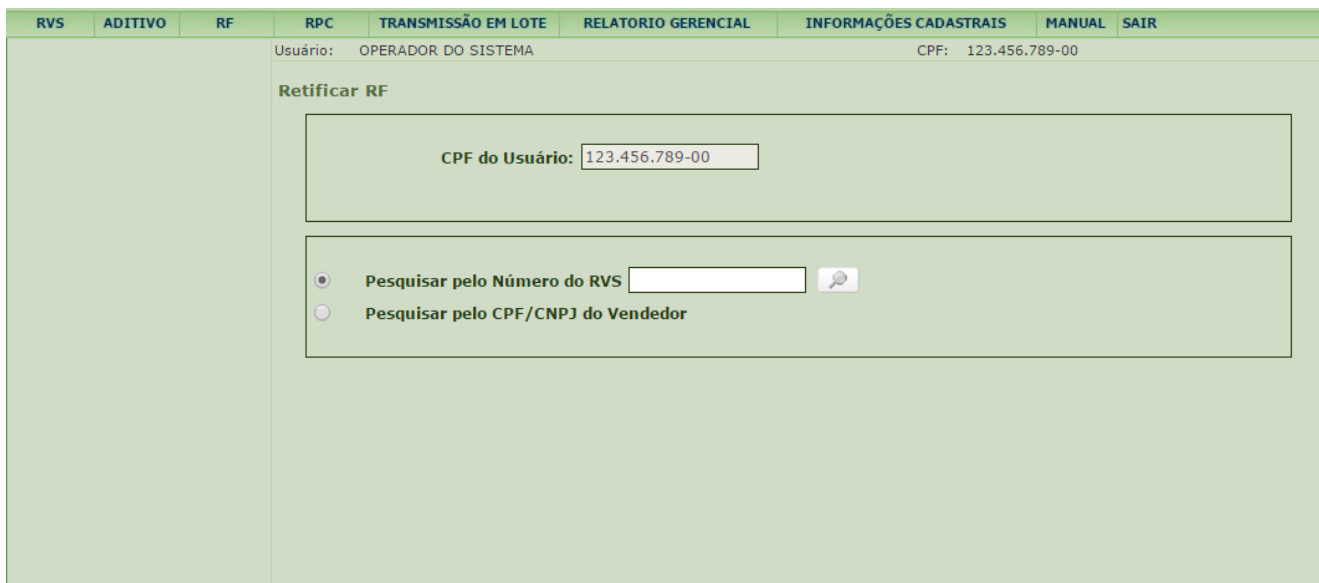 RVS ADITIVO RF RPC TRANSMISSÃO EM LOTE RELATORIO GERENCIAL INFORMAÇÕES CADASTRAIS MANUAL SAIR
Usuário: OPERADOR DO SISTEMA CPF: 123.456.789-00
Retificar RF
CPF do Usuário: 123.456.789-00
Pesquisar pelo Número do RVS
Pesquisar pelo CPF/CNPJ do Vendedor